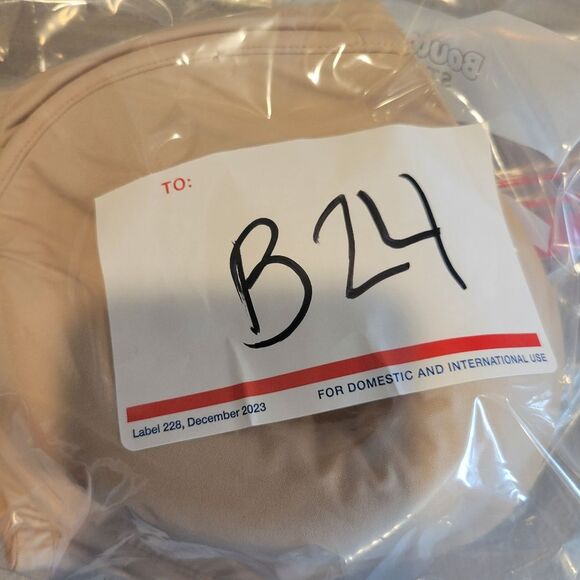 TO:
B24
FOR DOMESTIC AND INTERNATIONAL USE
Label 228, December 2023